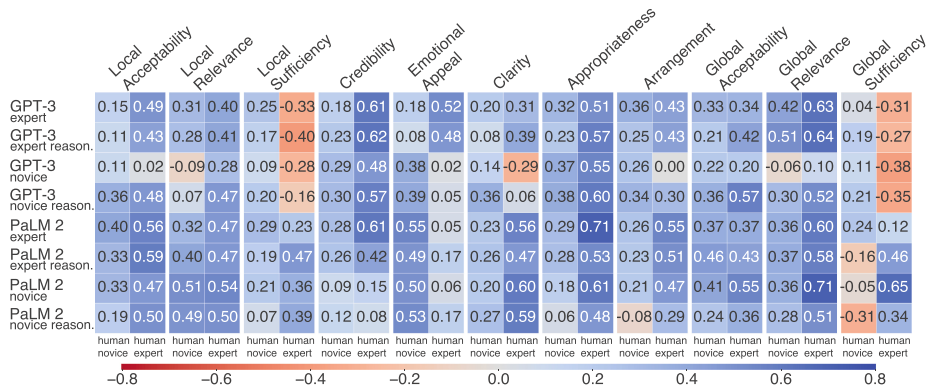 Local Acceptability
Local Relevance
Local Sufficiency
Credibility
Emotional Appeal
Clarity
Appropriateness
Arrangement
Global Acceptability
Global Relevance
Global Sufficiency
GPT-3 expert 0.15 0.49 0.31 0.40 0.25 -0.33 0.18 0.61 0.18 0.52 0.20 0.31 0.32 0.51 0.36 0.43 0.33 0.34 0.42 0.63 0.04 -0.31
GPT-3 expert reason. 0.11 0.43 0.28 0.41 0.17 -0.40 0.23 0.62 0.08 0.48 0.08 0.39 0.23 0.57 0.25 0.43 0.21 0.42 0.51 0.64 0.19 -0.27
GPT-3 novice 0.11 0.02 -0.09 0.28 0.09 -0.28 0.29 0.48 0.38 0.02 0.14 -0.29 0.37 0.55 0.26 0.00 0.22 0.20 -0.06 0.10 0.11 -0.38
GPT-3 novice reason. 0.36 0.48 0.07 0.47 0.20 -0.16 0.30 0.57 0.39 0.05 0.36 0.06 0.38 0.60 0.34 0.30 0.36 0.57 0.30 0.52 0.21 -0.35
PaLM 2 expert 0.40 0.56 0.32 0.47 0.29 0.23 0.28 0.61 0.55 0.05 0.23 0.56 0.29 0.71 0.26 0.55 0.37 0.37 0.36 0.60 0.24 0.12
PaLM 2 expert reason. 0.33 0.59 0.40 0.47 0.19 0.47 0.26 0.42 0.49 0.17 0.26 0.47 0.28 0.53 0.23 0.51 0.46 0.43 0.37 0.58 -0.16 0.46
PaLM 2 novice 0.33 0.47 0.51 0.54 0.21 0.36 0.09 0.15 0.50 0.06 0.20 0.60 0.18 0.61 0.21 0.47 0.41 0.55 0.36 0.71 -0.05 0.65
PaLM 2 novice reason. 0.19 0.50 0.49 0.50 0.07 0.39 0.12 0.08 0.53 0.17 0.27 0.59 0.06 0.48 -0.08 0.29 0.24 0.36 0.28 0.51 -0.31 0.34
human human human human human human human human human human human human human human human human human human human human human human
novice expert novice expert novice expert novice expert novice expert novice expert novice expert novice expert novice expert novice expert novice expert
−0.8 −0.6 −0.4 −0.2 0.0 0.2 0.4 0.6 0.8